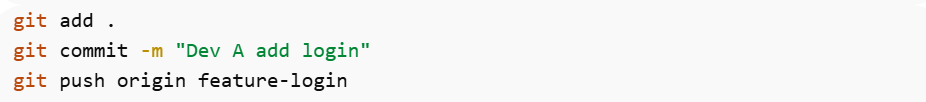 git add .
git commit -m "Dev A add login"
git push origin feature-login